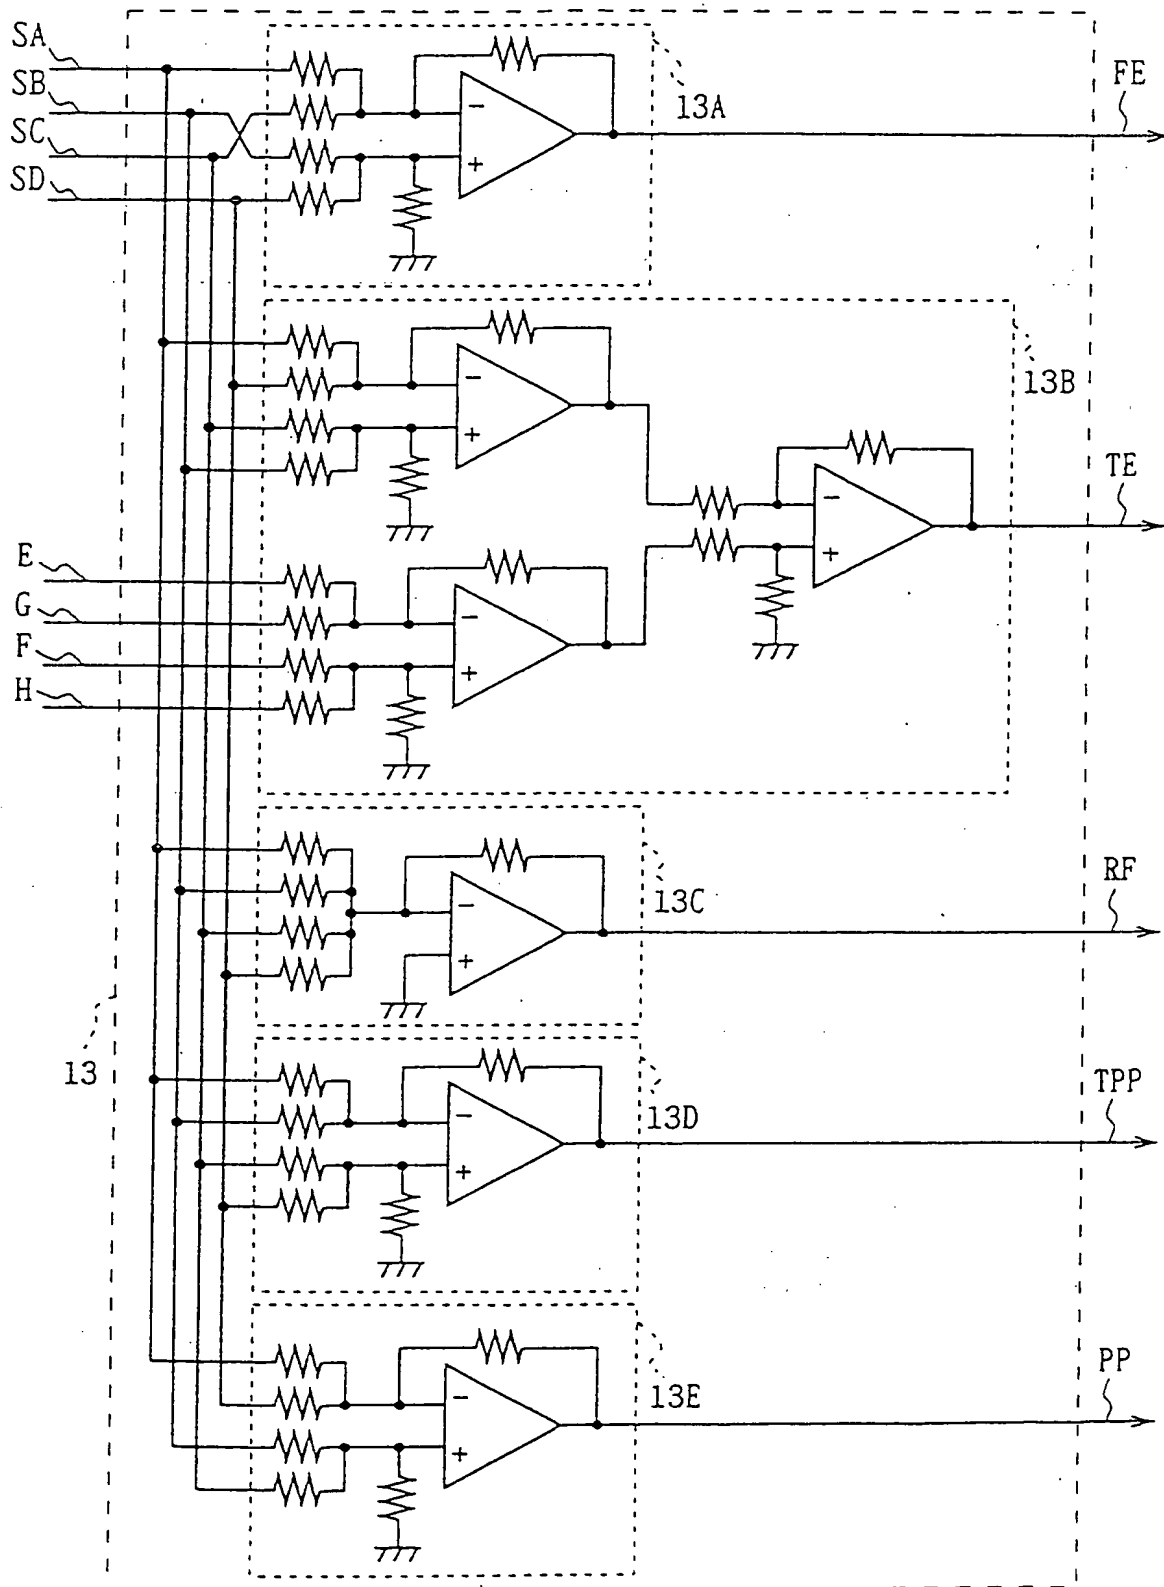 SA
SB
SC
SD
13A
FE
-
+
13B
-
+
TE
-
+
E
G
F
H
-
+
13C
RF
-
+
13
13D
TPP
-
+
13E
PP
-
+